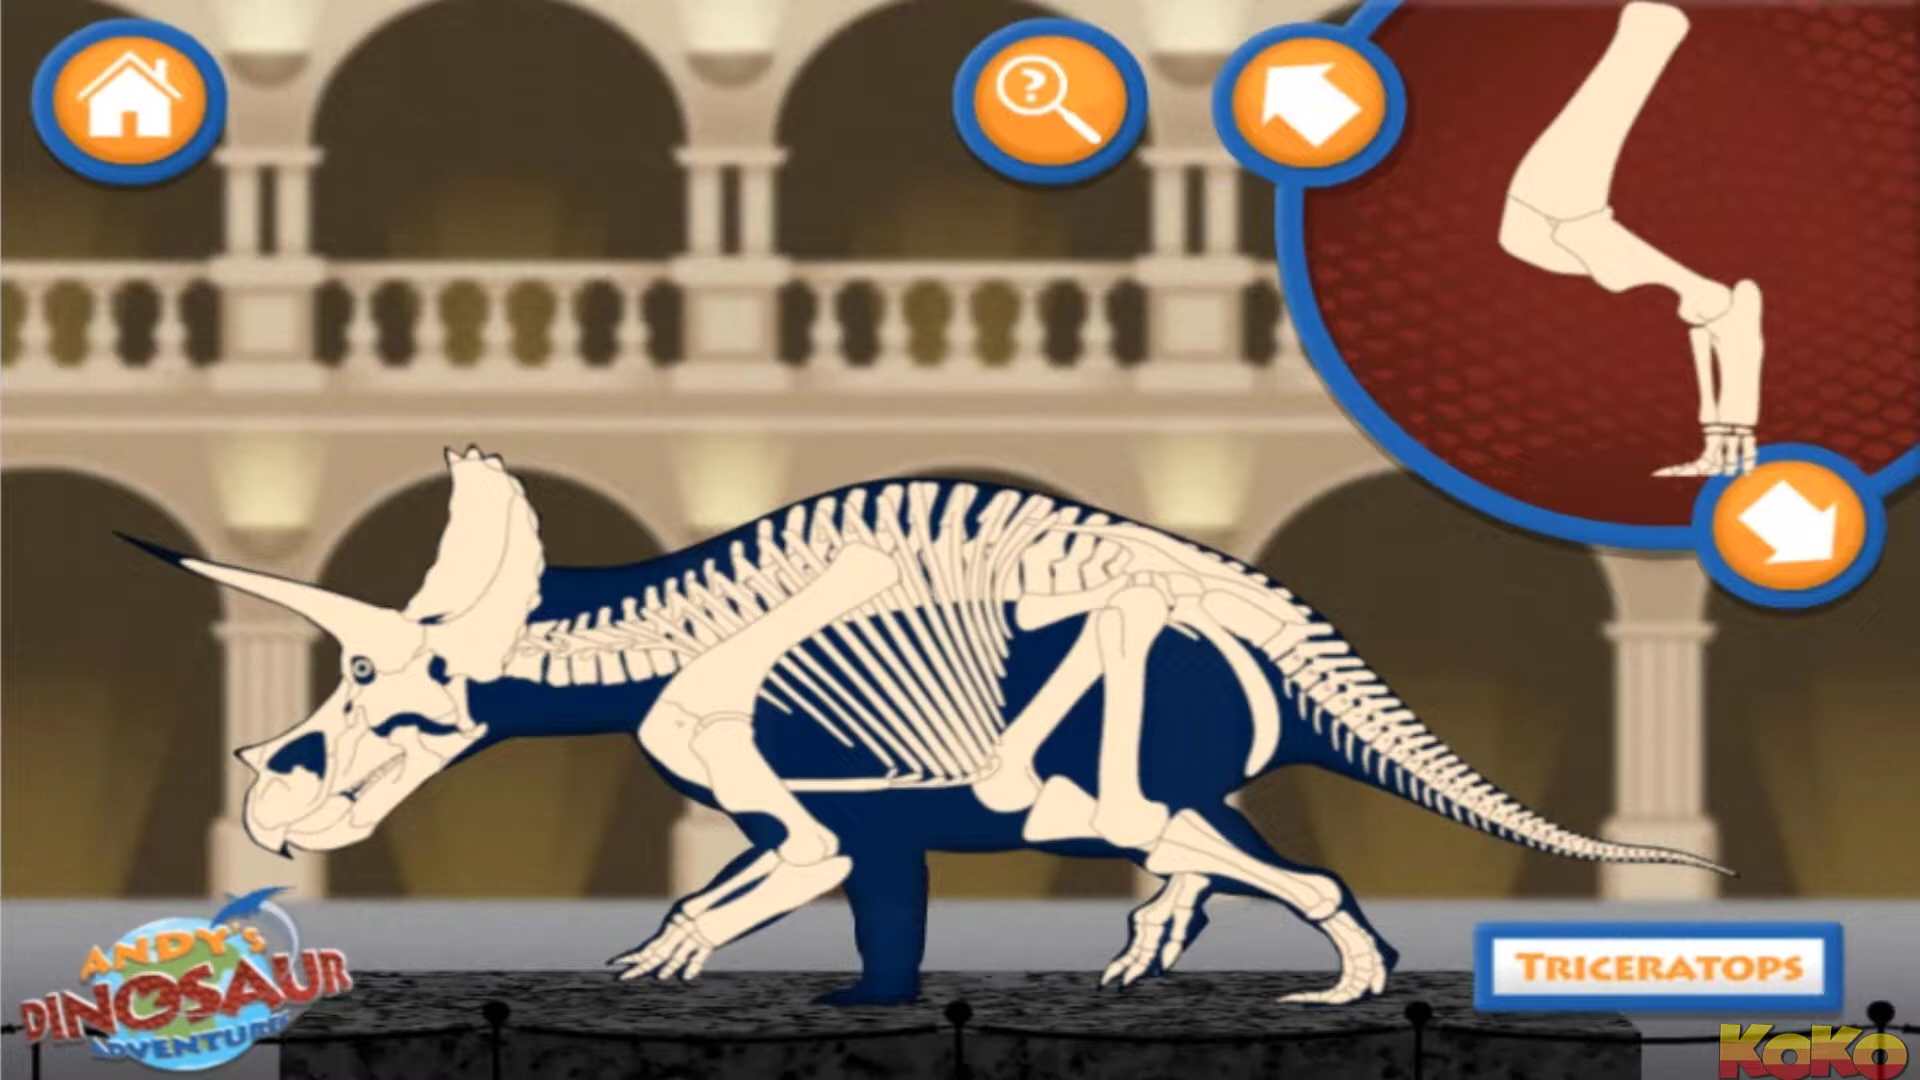 ?
TRICERATOPS
ANDY'S
DINOSAUR
ADVENTURES
KOKO